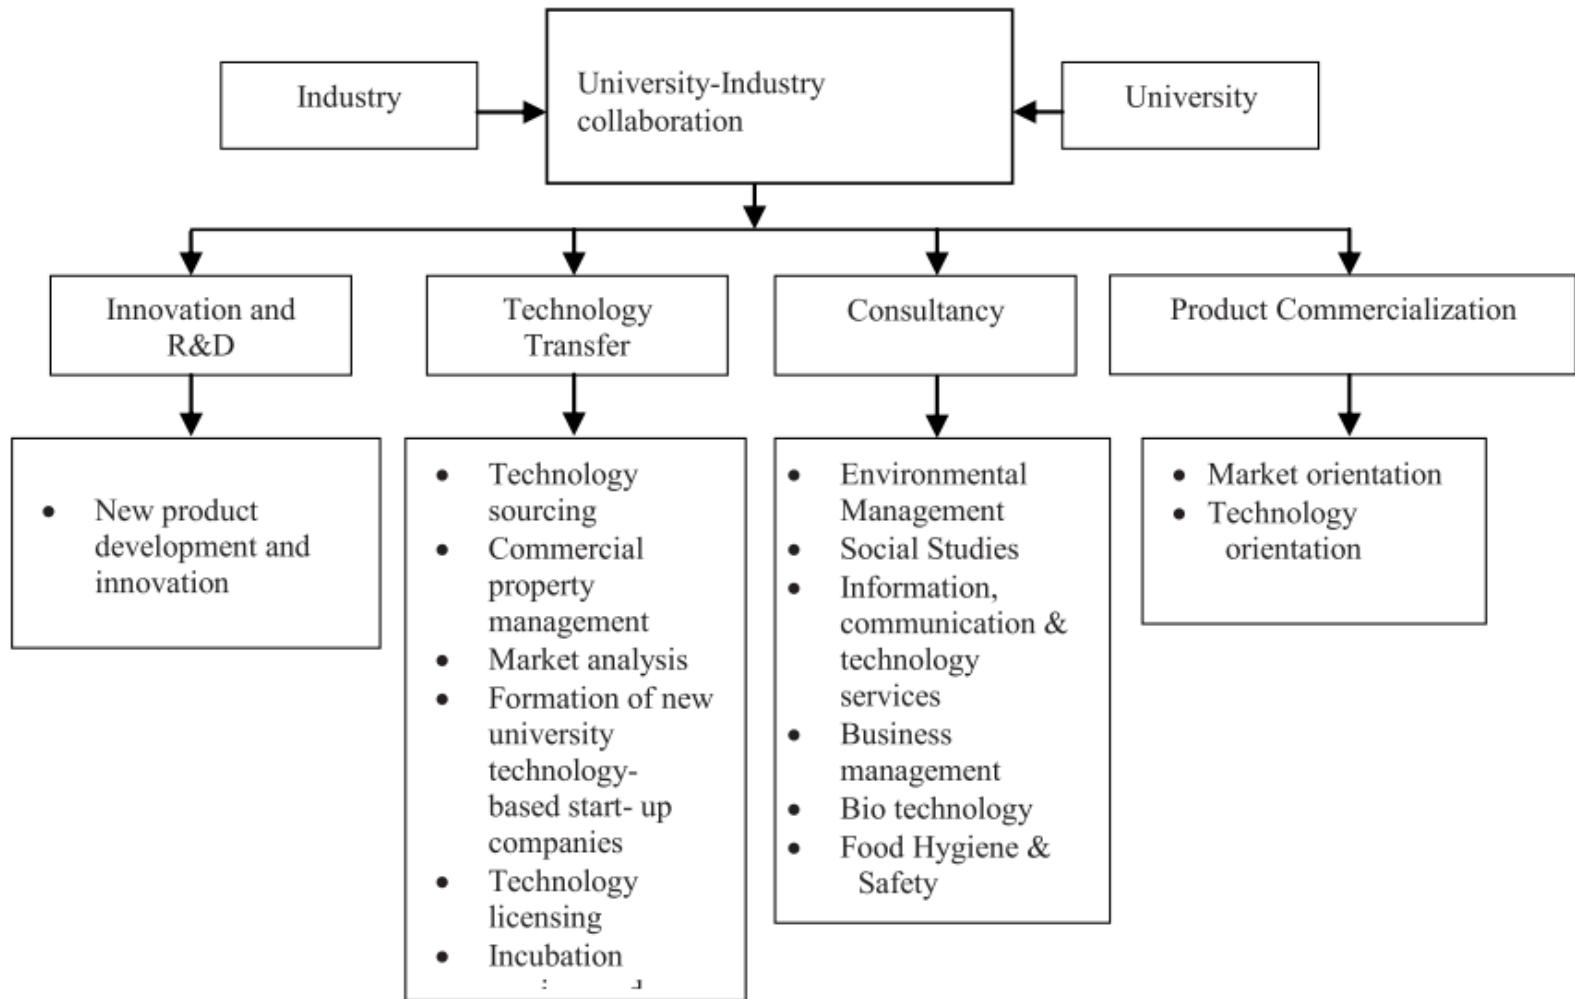 Industry
University-Industry
collaboration
University
Innovation and
R&D
Technology
Transfer
Consultancy
Product Commercialization
• New product
development and
innovation
• Technology
sourcing
• Commercial
property
management
• Market analysis
• Formation of new
university
technology-
based start- up
companies
• Technology
licensing
• Incubation
• Environmental
Management
• Social Studies
• Information,
communication &
technology
services
• Business
management
• Bio technology
• Food Hygiene &
Safety
• Market orientation
• Technology
orientation